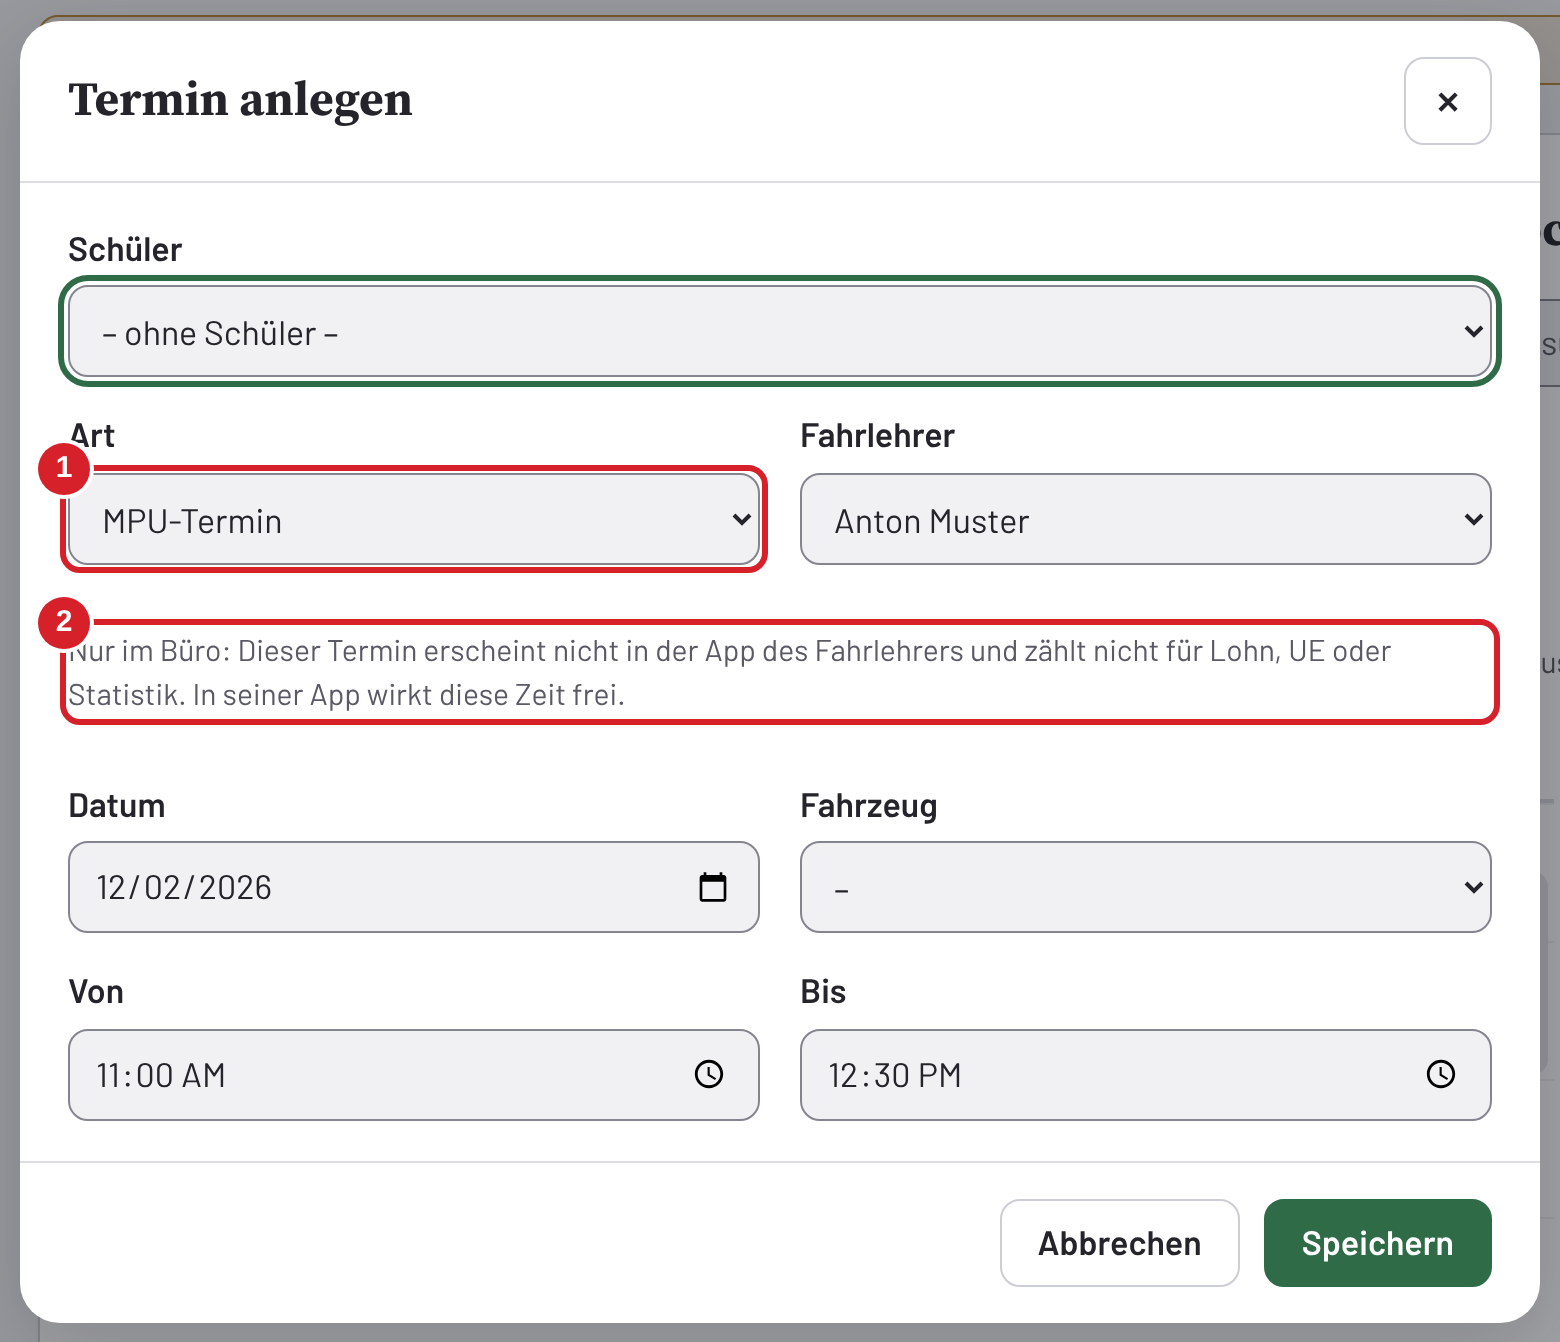 Termin anlegen
Schüler
– ohne Schüler –
Art
Fahrlehrer
1
MPU-Termin
Anton Muster
2
Nur im Büro: Dieser Termin erscheint nicht in der App des Fahrlehrers und zählt nicht für Lohn, UE oder
Statistik. In seiner App wirkt diese Zeit frei.
Datum
Fahrzeug
12/02/2026
–
Von
Bis
11:00 AM
12:30 PM
Abbrechen
Speichern